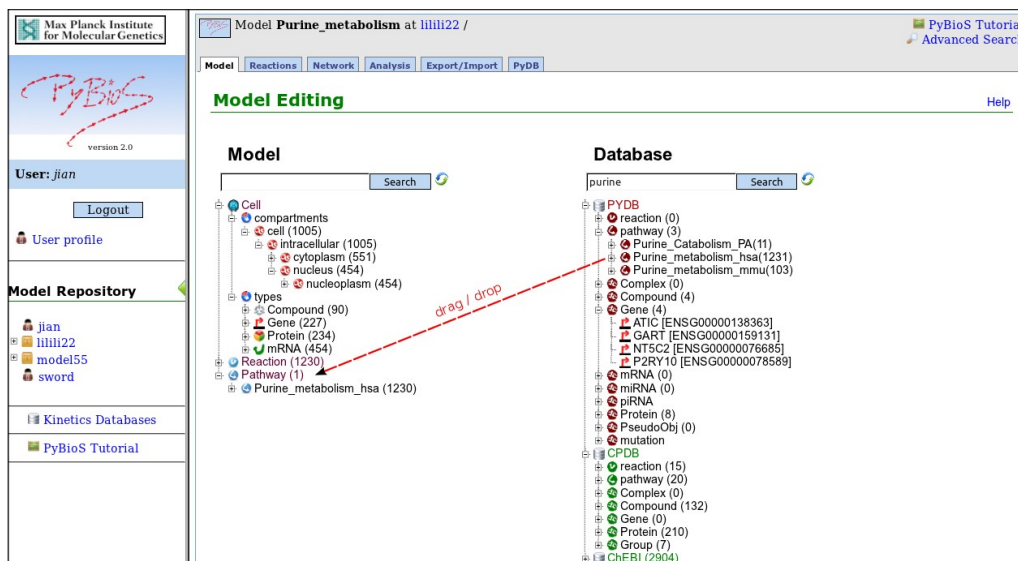 Max Planck Institute
for Molecular Genetics
PyBioS
version 2.0
User: jian
Logout
User profile
Model Repository
jian
lilili22
model55
sword
Kinetics Databases
PyBioS Tutorial
Model Purine_metabolism at lilili22 /
PyBioS Tutoria
Advanced Searc
Model Reactions Network Analysis Export/Import PyDB
Model Editing
Help
Model
Search
Cell
compartments
cell (1005)
intracellular (1005)
cytoplasm (551)
nucleus (454)
nucleoplasm (454)
types
Compound (90)
Gene (227)
Protein (234)
mRNA (454)
Reaction (1230)
Pathway (1)
Purine_metabolism_hsa (1230)
drag / drop
Database
purine
Search
PYDB
reaction (0)
pathway (3)
Purine_Catabolism_PA(11)
Purine_metabolism_hsa(1231)
Purine_metabolism_mmu(103)
Complex (0)
Compound (4)
Gene (4)
ATIC [ENSG00000138363]
GART [ENSG00000159131]
NT5C2 [ENSG00000076685]
P2RY10 [ENSG00000078589]
mRNA (0)
miRNA (0)
piRNA
Protein (8)
PseudoObj (0)
mutation
CPDB
reaction (15)
pathway (20)
Complex (0)
Compound (132)
Gene (0)
Protein (210)
Group (7)
ChEBI (2904)